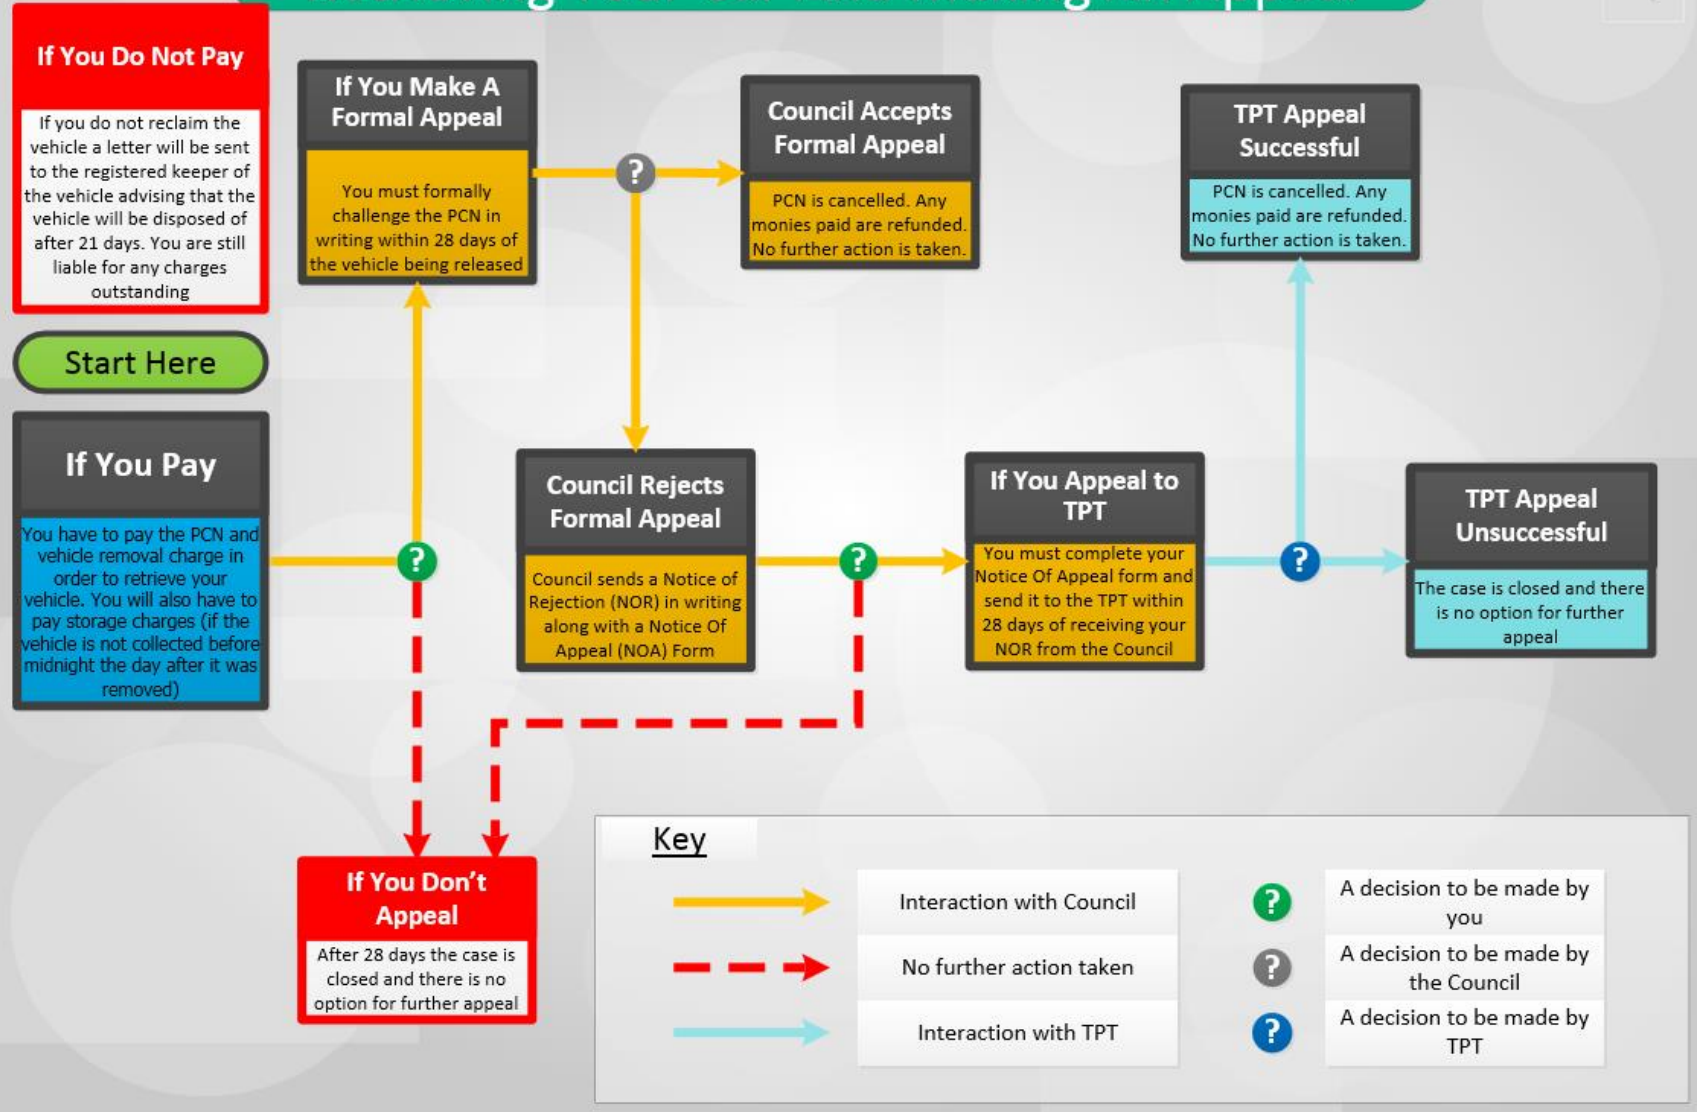 If You Do Not Pay
If you do not reclaim the
vehicle a letter will be sent
to the registered keeper of
the vehicle advising that the
vehicle will be disposed of
after 21 days. You are still
liable for any charges
outstanding
Start Here
If You Pay
You have to pay the PCN and
vehicle removal charge in
order to retrieve your
vehicle. You will also have to
pay storage charges (if the
vehicle is not collected before
midnight the day after it was
removed)
If You Make A
Formal Appeal
You must formally
challenge the PCN in
writing within 28 days of
the vehicle being released
?
Council Accepts
Formal Appeal
PCN is cancelled. Any
monies paid are refunded.
No further action is taken.
TPT Appeal
Successful
PCN is cancelled. Any
monies paid are refunded.
No further action is taken.
?
Council Rejects
Formal Appeal
Council sends a Notice of
Rejection (NOR) in writing
along with a Notice Of
Appeal (NOA) Form
?
If You Appeal to
TPT
You must complete your
Notice Of Appeal form and
send it to the TPT within
28 days of receiving your
NOR from the Council
?
TPT Appeal
Unsuccessful
The case is closed and there
is no option for further
appeal
If You Don’t
Appeal
After 28 days the case is
closed and there is no
option for further appeal
Key
Interaction with Council
? A decision to be made by
you
No further action taken
? A decision to be made by
the Council
Interaction with TPT
? A decision to be made by
TPT